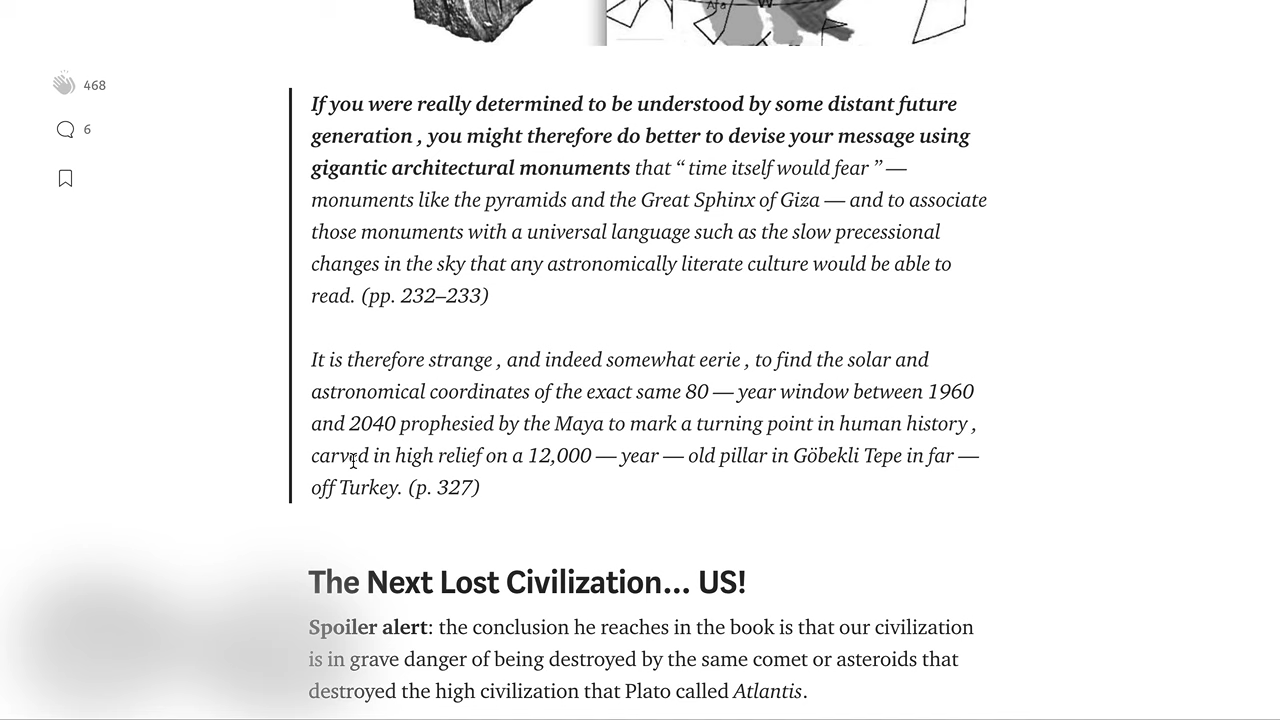 468
6
If you were really determined to be understood by some distant future
generation , you might therefore do better to devise your message using
gigantic architectural monuments that “ time itself would fear ” —
monuments like the pyramids and the Great Sphinx of Giza — and to associate
those monuments with a universal language such as the slow precessional
changes in the sky that any astronomically literate culture would be able to
read. (pp. 232–233)
It is therefore strange , and indeed somewhat eerie , to find the solar and
astronomical coordinates of the exact same 80 — year window between 1960
and 2040 prophesied by the Maya to mark a turning point in human history ,
carved in high relief on a 12,000 — year — old pillar in Göbekli Tepe in far —
off Turkey. (p. 327)
The Next Lost Civilization... US!
Spoiler alert: the conclusion he reaches in the book is that our civilization
is in grave danger of being destroyed by the same comet or asteroids that
destroyed the high civilization that Plato called Atlantis.